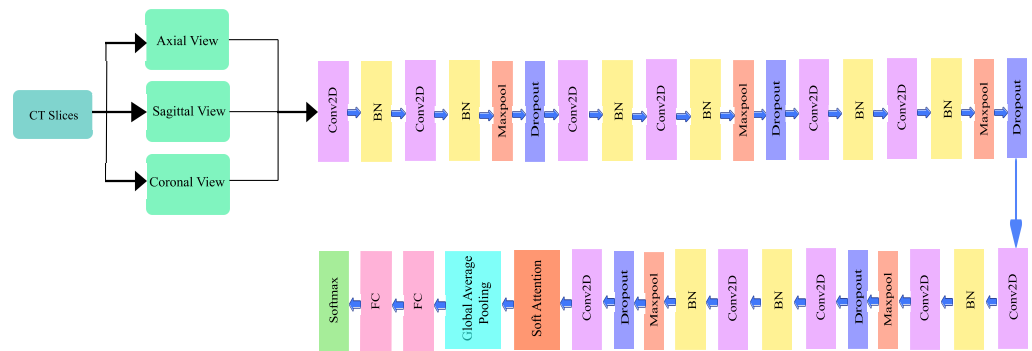 CT Slices
Axial View
Sagittal View
Coronal View
Conv2D
BN
Conv2D
BN
Maxpool
Dropout
Conv2D
BN
Conv2D
BN
Maxpool
Dropout
Conv2D
BN
Conv2D
BN
Maxpool
Dropout
Conv2D
BN
Conv2D
Maxpool
Dropout
Conv2D
BN
Conv2D
BN
Maxpool
Dropout
Conv2D
Soft Attention
Global Average
Pooling
FC
FC
Softmax